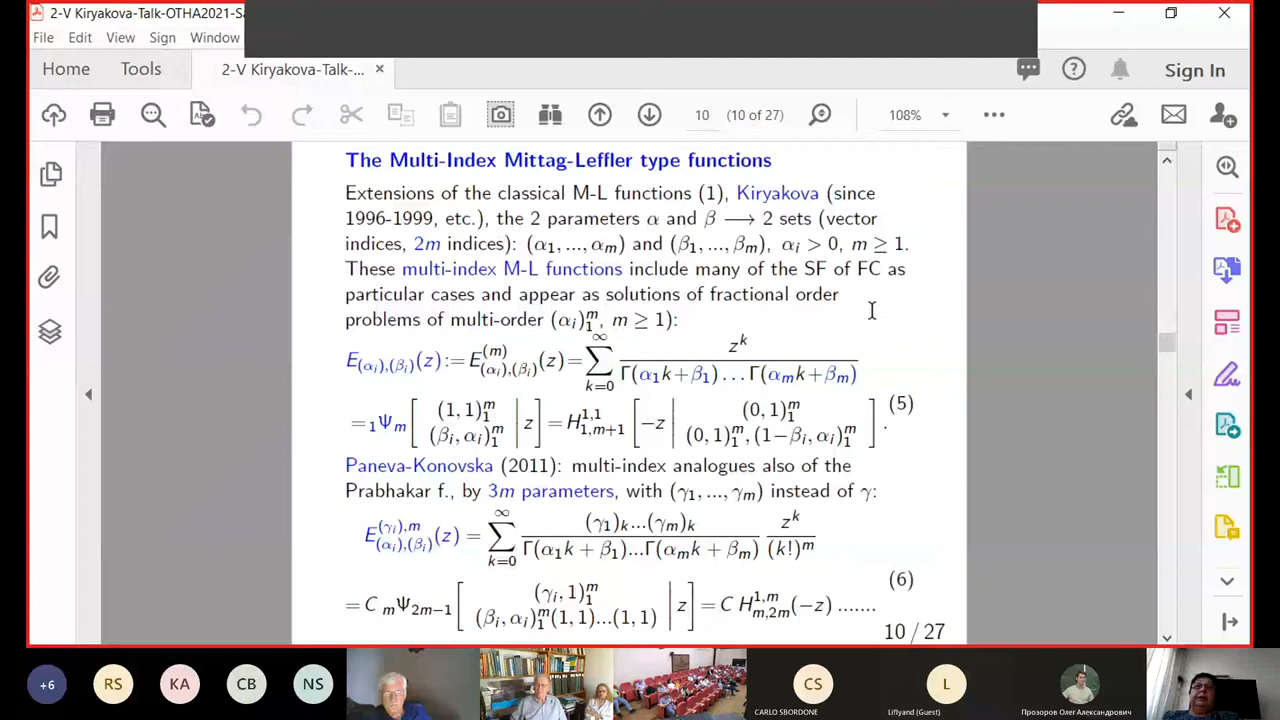 2-V Kiryakova-Talk-OTHA2021-S
File Edit View Sign Window
Home Tools 2-V Kiryakova-Talk-... × Sign In
10 (10 of 27) 108%
The Multi-Index Mittag-Leffler type functions
Extensions of the classical M-L functions (1), Kiryakova (since
1996-1999, etc.), the 2 parameters α and β ⟶ 2 sets (vector
indices, 2m indices): (α₁, ..., αₘ) and (β₁, ..., βₘ), αᵢ > 0, m ≥ 1.
These multi-index M-L functions include many of the SF of FC as
particular cases and appear as solutions of fractional order
problems of multi-order (αᵢ)₁ᵐ, m ≥ 1):
E_{(αᵢ),(βᵢ)}(z) := E^{(m)}_{(αᵢ),(βᵢ)}(z) = ∑_{k=0}^{∞} z^k / Γ(α₁k+β₁)...Γ(αₘk+βₘ)
= ₁Ψₘ[ (1,1)₁ᵐ / (βᵢ, αᵢ)₁ᵐ | z ] = H^{1,1}_{1,m+1}[ −z | (0,1)₁ᵐ / (0,1)₁ᵐ, (1−βᵢ, αᵢ)₁ᵐ ]. (5)
Paneva-Konovska (2011): multi-index analogues also of the
Prabhakar f., by 3m parameters, with (γ₁, ..., γₘ) instead of γ:
E^{(γᵢ),m}_{(αᵢ),(βᵢ)}(z) = ∑_{k=0}^{∞} (γ₁)ₖ...(γₘ)ₖ / Γ(α₁k + β₁)...Γ(αₘk + βₘ) z^k / (k!)^m
(6)
= C ₘΨ₂ₘ₋₁[ (γᵢ, 1)₁ᵐ / (βᵢ, αᵢ)₁ᵐ(1,1)...(1,1) | z ] = C H^{1,m}_{m,2m}(−z) .......
10 / 27
+6 RS KA CB NS CS L
CARLO SBORDONE Liflyand (Guest) Прозоров Олег Александрович